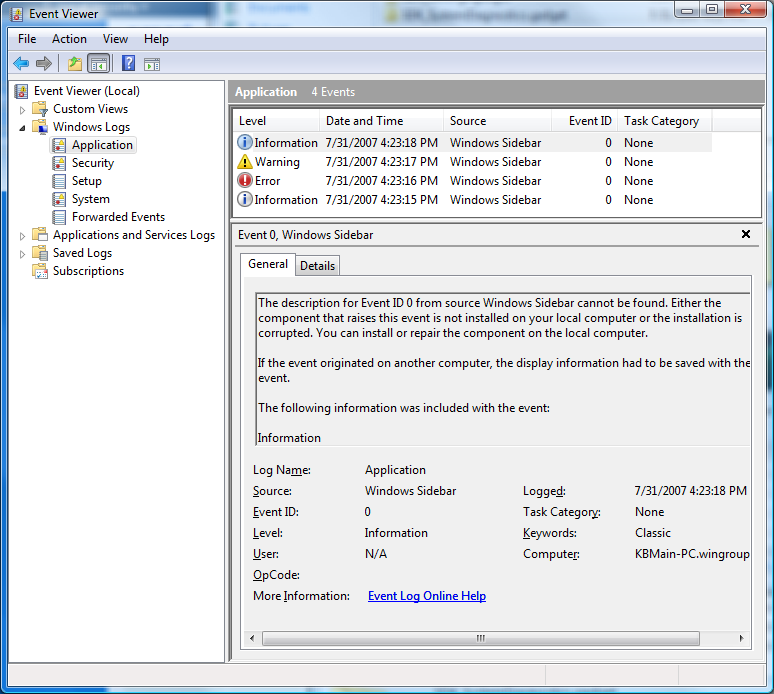 Event Viewer
File Action View Help
Event Viewer (Local)
Custom Views
Windows Logs
Application
Security
Setup
System
Forwarded Events
Applications and Services Logs
Saved Logs
Subscriptions
Application 4 Events
Level Date and Time Source Event ID Task Category
Information 7/31/2007 4:23:18 PM Windows Sidebar 0 None
Warning 7/31/2007 4:23:17 PM Windows Sidebar 0 None
Error 7/31/2007 4:23:16 PM Windows Sidebar 0 None
Information 7/31/2007 4:23:15 PM Windows Sidebar 0 None
Event 0, Windows Sidebar
General Details
The description for Event ID 0 from source Windows Sidebar cannot be found. Either the
component that raises this event is not installed on your local computer or the installation is
corrupted. You can install or repair the component on the local computer.
If the event originated on another computer, the display information had to be saved with the
event.
The following information was included with the event:
Information
Log Name: Application
Source: Windows Sidebar Logged: 7/31/2007 4:23:18 PM
Event ID: 0 Task Category: None
Level: Information Keywords: Classic
User: N/A Computer: KBMain-PC.wingroup
OpCode:
More Information: Event Log Online Help